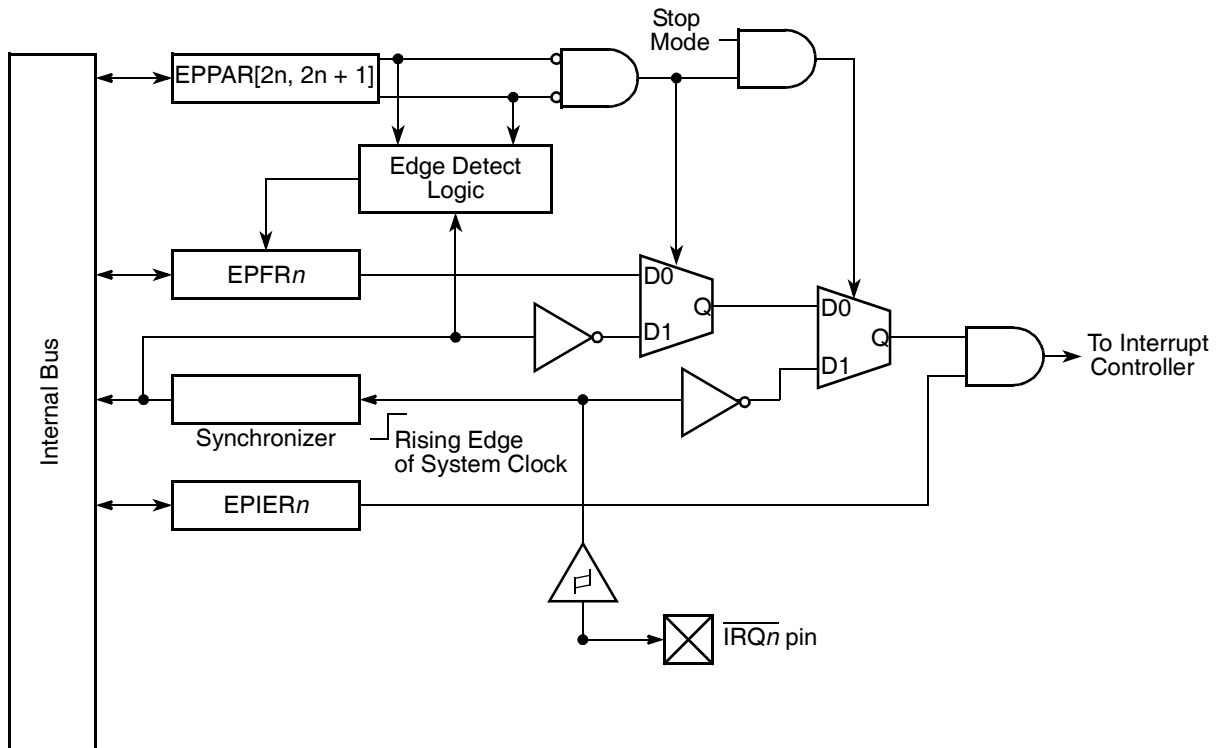 Stop
Mode
EPPAR[2n, 2n + 1]
Edge Detect
Logic
EPFRn
D0
D1
Q
D0
D1
Q
To Interrupt
Controller
Internal Bus
Synchronizer
Rising Edge
of System Clock
EPIERn
IRQn pin